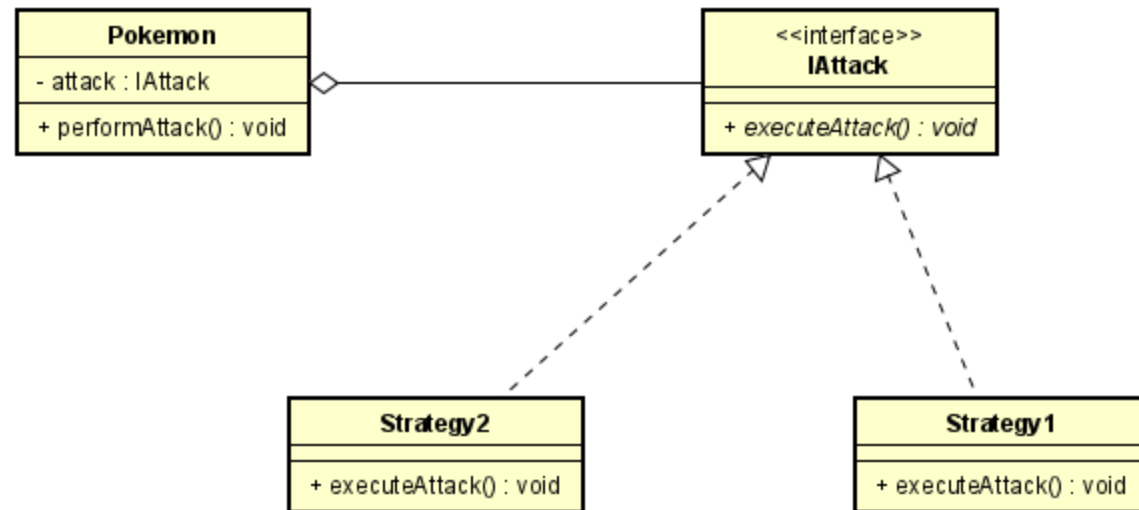 Pokemon
- attack : IAttack
+ performAttack() : void
<<interface>>
IAttack
+ executeAttack() : void
Strategy2
+ executeAttack() : void
Strategy1
+ executeAttack() : void